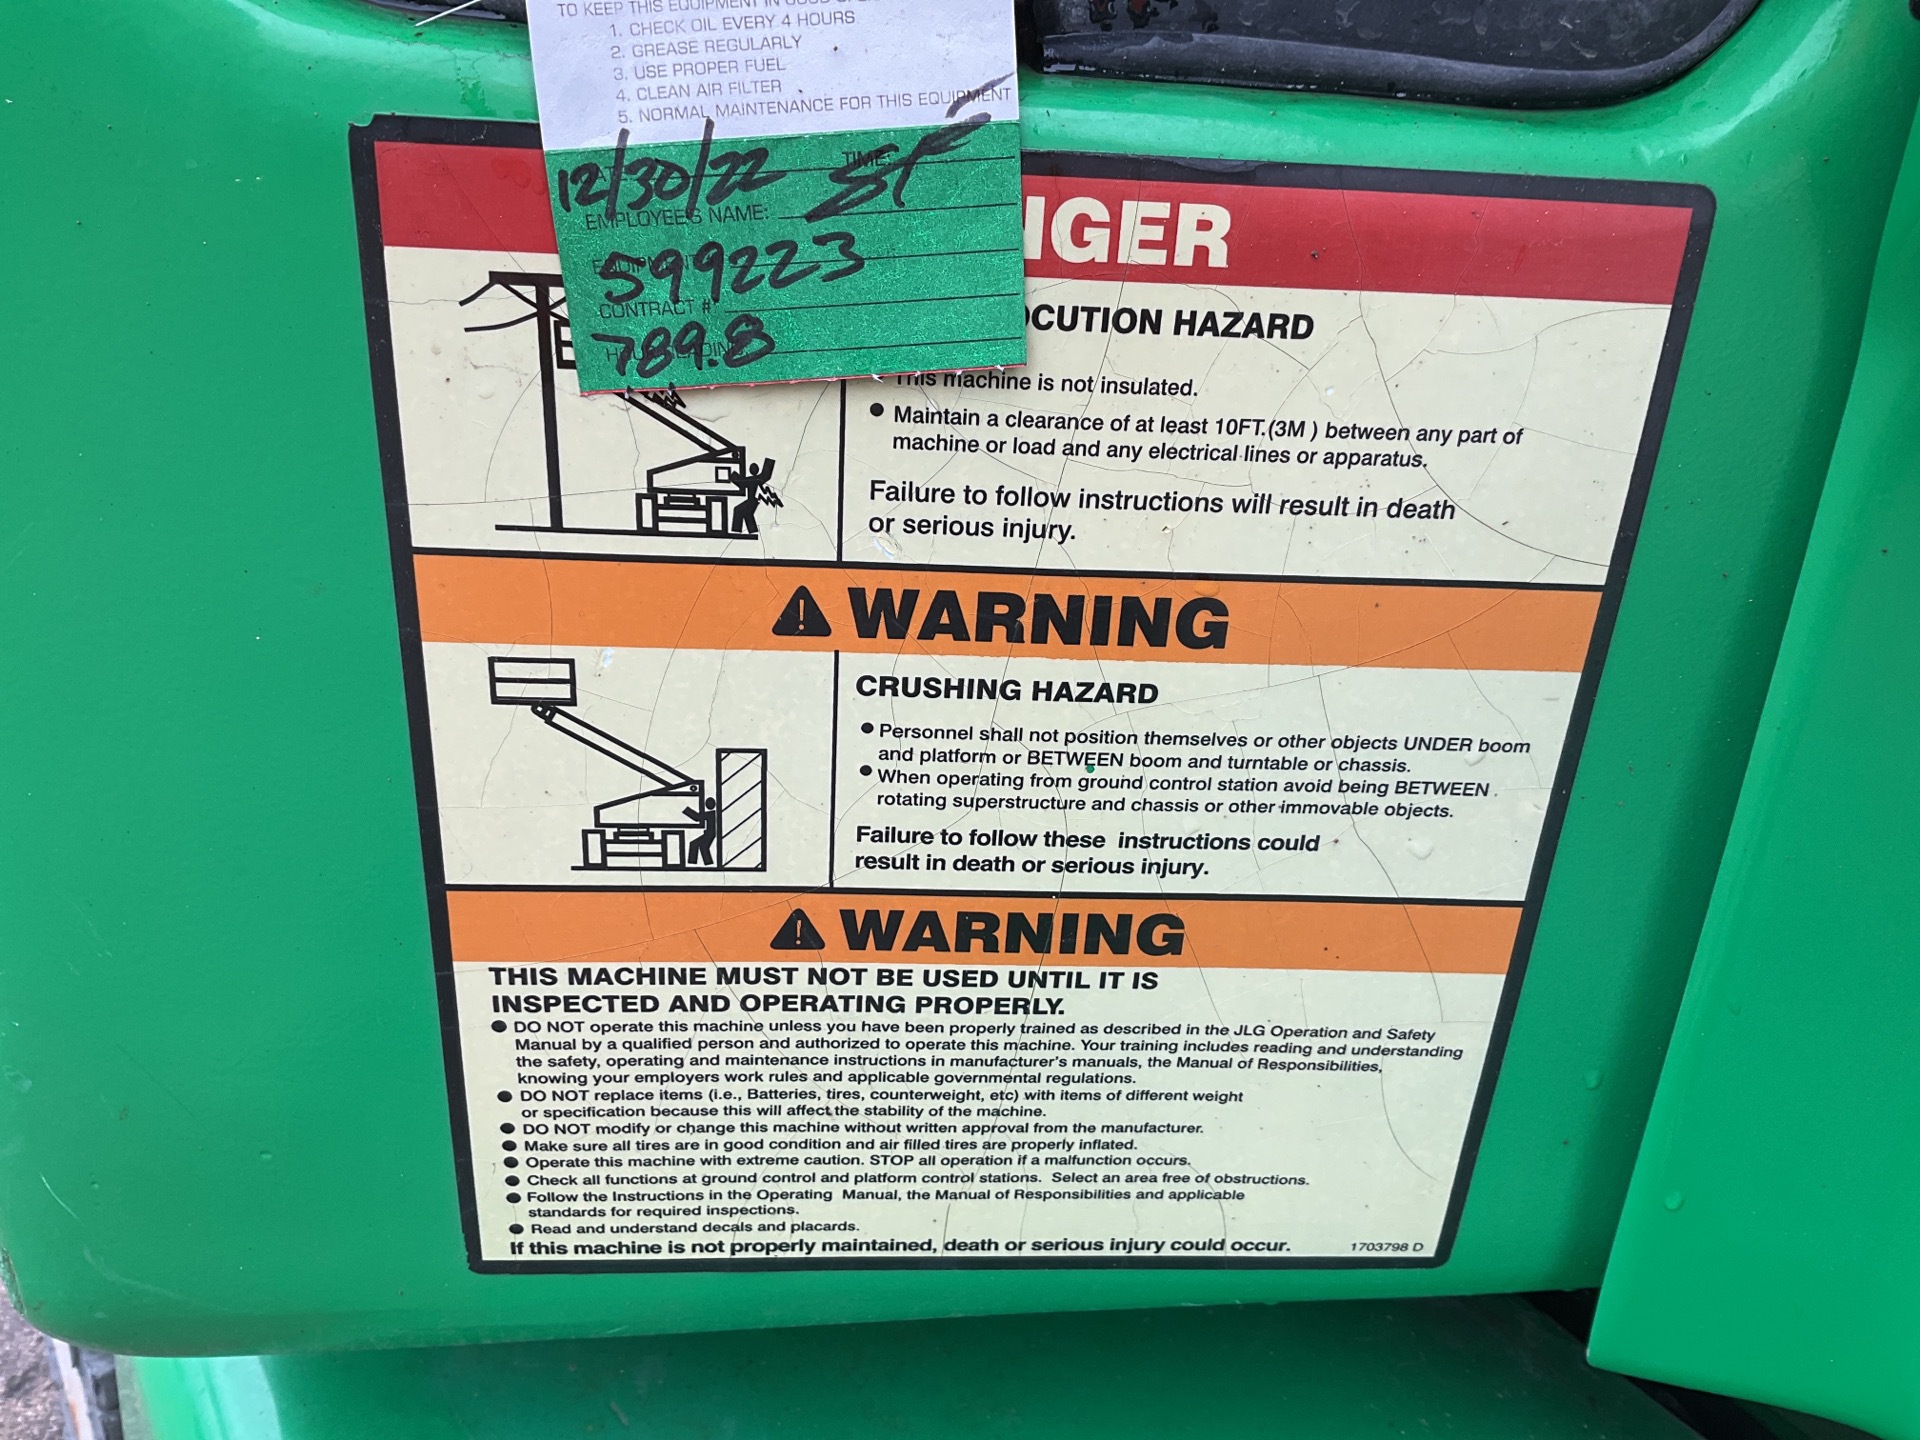 TO KEEP THIS EQUIPMENT IN GOOD
1. CHECK OIL EVERY 4 HOURS
2. GREASE REGULARLY
3. USE PROPER FUEL
4. CLEAN AIR FILTER
5. NORMAL MAINTENANCE FOR THIS EQUIPMENT
12/30/22 TIME:
EMPLOYEE'S NAME:
599223
CONTRACT #
789.8
NGER
OCUTION HAZARD
This machine is not insulated.
● Maintain a clearance of at least 10FT.(3M ) between any part of
machine or load and any electrical lines or apparatus.
Failure to follow instructions will result in death
or serious injury.
WARNING
CRUSHING HAZARD
● Personnel shall not position themselves or other objects UNDER boom
and platform or BETWEEN boom and turntable or chassis.
● When operating from ground control station avoid being BETWEEN
rotating superstructure and chassis or other immovable objects.
Failure to follow these instructions could
result in death or serious injury.
WARNING
THIS MACHINE MUST NOT BE USED UNTIL IT IS
INSPECTED AND OPERATING PROPERLY.
● DO NOT operate this machine unless you have been properly trained as described in the JLG Operation and Safety
Manual by a qualified person and authorized to operate this machine. Your training includes reading and understanding
the safety, operating and maintenance instructions in manufacturer's manuals, the Manual of Responsibilities,
knowing your employers work rules and applicable governmental regulations.
● DO NOT replace items (i.e., Batteries, tires, counterweight, etc) with items of different weight
or specification because this will affect the stability of the machine.
● DO NOT modify or change this machine without written approval from the manufacturer.
● Make sure all tires are in good condition and air filled tires are properly inflated.
● Operate this machine with extreme caution. STOP all operation if a malfunction occurs.
● Check all functions at ground control and platform control stations. Select an area free of obstructions.
● Follow the Instructions in the Operating Manual, the Manual of Responsibilities and applicable
standards for required inspections.
● Read and understand decals and placards.
If this machine is not properly maintained, death or serious injury could occur. 1703798 D